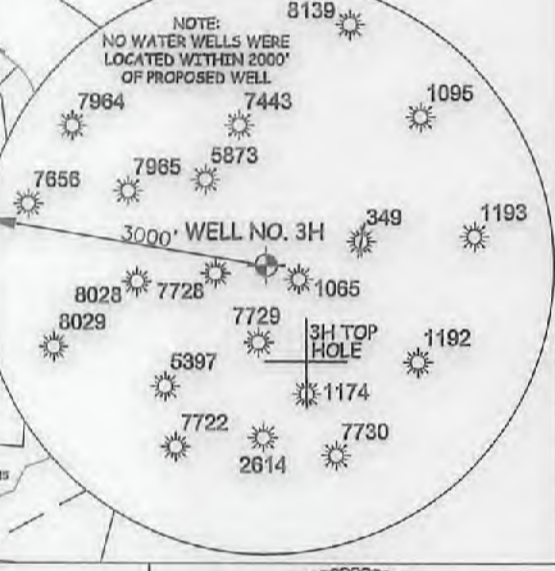 8139
NOTE:
NO WATER WELLS WERE
LOCATED WITHIN 2000'
OF PROPOSED WELL
7964
7443
1095
5873
7965
7656
349
1193
3000' WELL NO. 3H
8028
7728
1065
8029
7729
3H TOP
HOLE
1192
5397
1174
7722
7730
2614